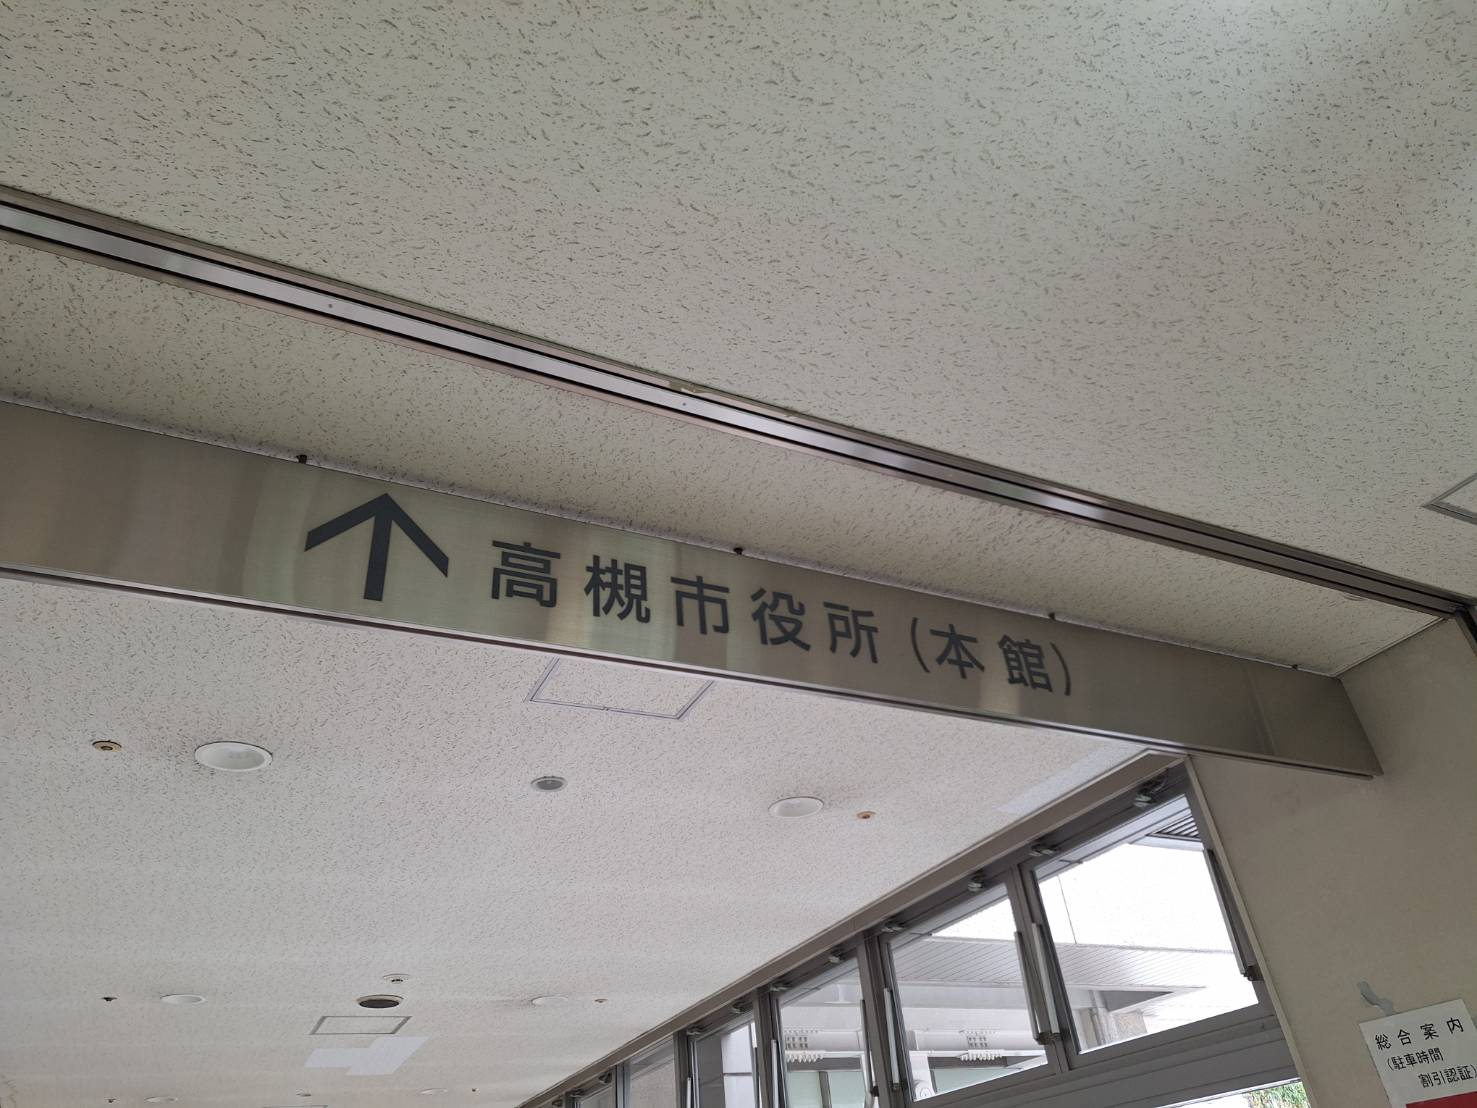 ↑ 高槻市役所(本館)
総合案内
(駐車時間
割引認証)